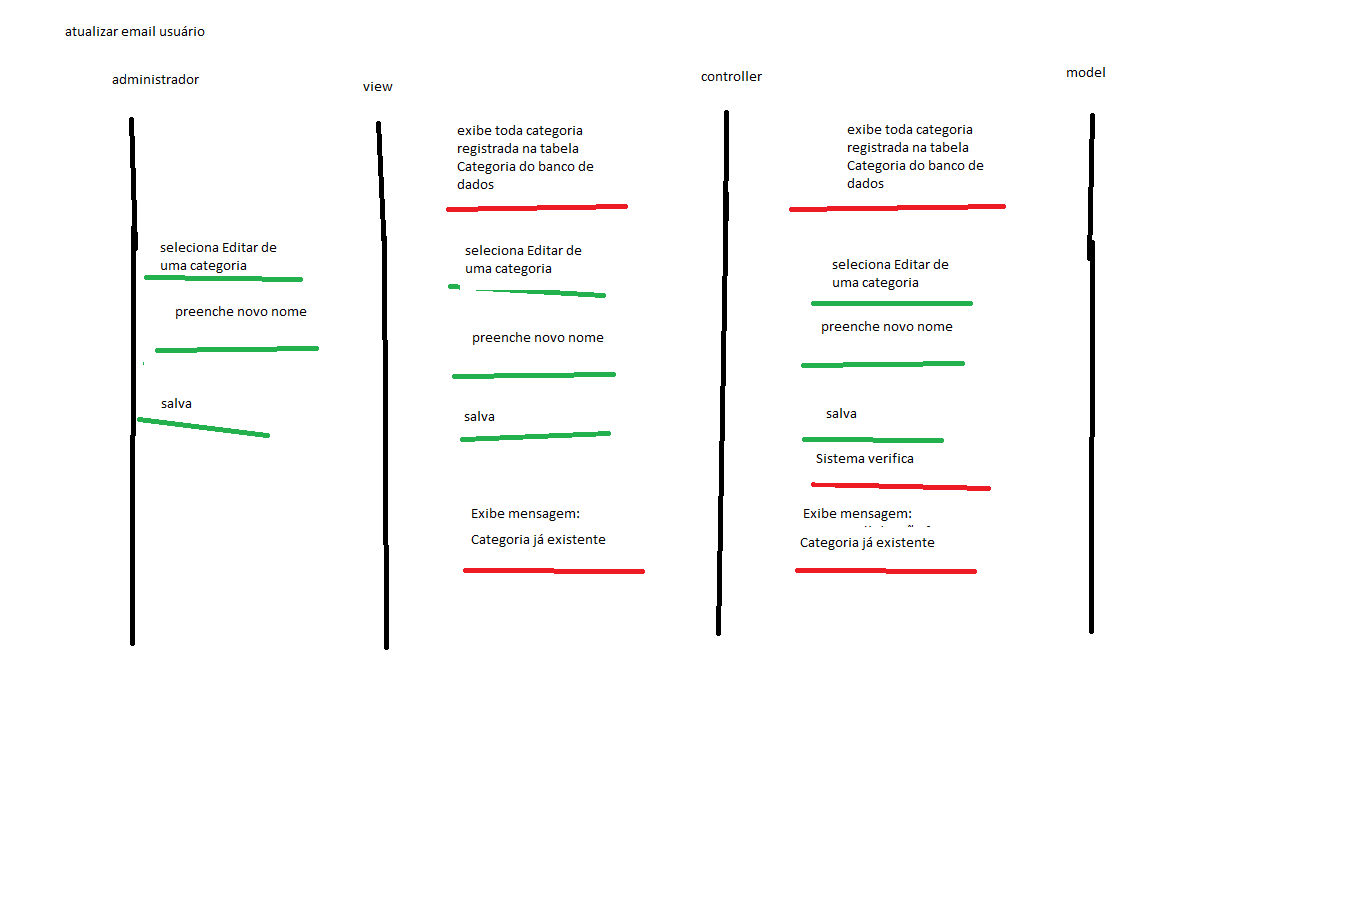 atualizar email usuário
administrador
view
controller
model
exibe toda categoria
registrada na tabela
Categoria do banco de
dados
exibe toda categoria
registrada na tabela
Categoria do banco de
dados
seleciona Editar de
uma categoria
seleciona Editar de
uma categoria
seleciona Editar de
uma categoria
preenche novo nome
preenche novo nome
preenche novo nome
salva
salva
salva
Sistema verifica
Exibe mensagem:
Categoria já existente
Exibe mensagem:
Categoria já existente